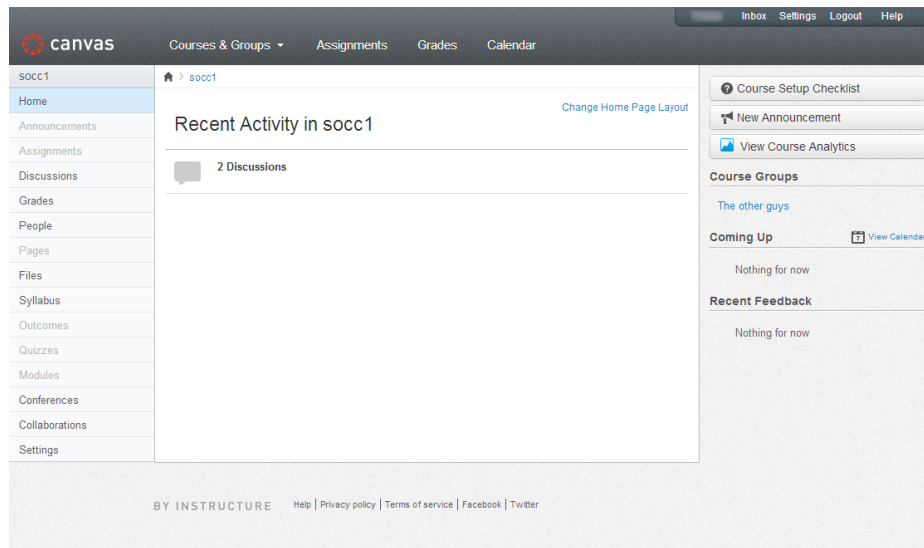 Inbox Settings Logout Help
canvas Courses & Groups Assignments Grades Calendar
socc1
Home
Announcements
Assignments
Discussions
Grades
People
Pages
Files
Syllabus
Outcomes
Quizzes
Modules
Conferences
Collaborations
Settings
socc1
Change Home Page Layout
Recent Activity in socc1
2 Discussions
Course Setup Checklist
New Announcement
View Course Analytics
Course Groups
The other guys
Coming Up 7 View Calendar
Nothing for now
Recent Feedback
Nothing for now
BY INSTRUCTURE Help | Privacy policy | Terms of service | Facebook | Twitter